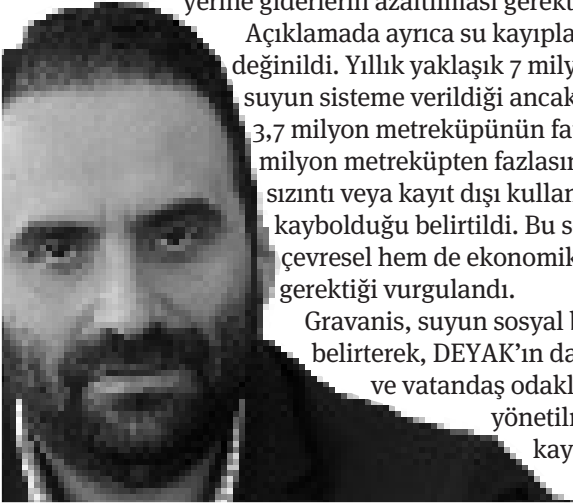 yerine giderlerin azaltılması gerekt
Açıklamada ayrıca su kayıpla
değinildi. Yıllık yaklaşık 7 mily
suyun sisteme verildiği ancak
3,7 milyon metreküpünün fa
milyon metreküpten fazlasır
sızıntı veya kayıt dışı kullan
kaybolduğu belirtildi. Bu s
çevresel hem de ekonomik
gerektiği vurgulandı.
Gravanis, suyun sosyal b
belirterek, DEYAK’ın da
ve vatandaş odakl
yönetilr
kay